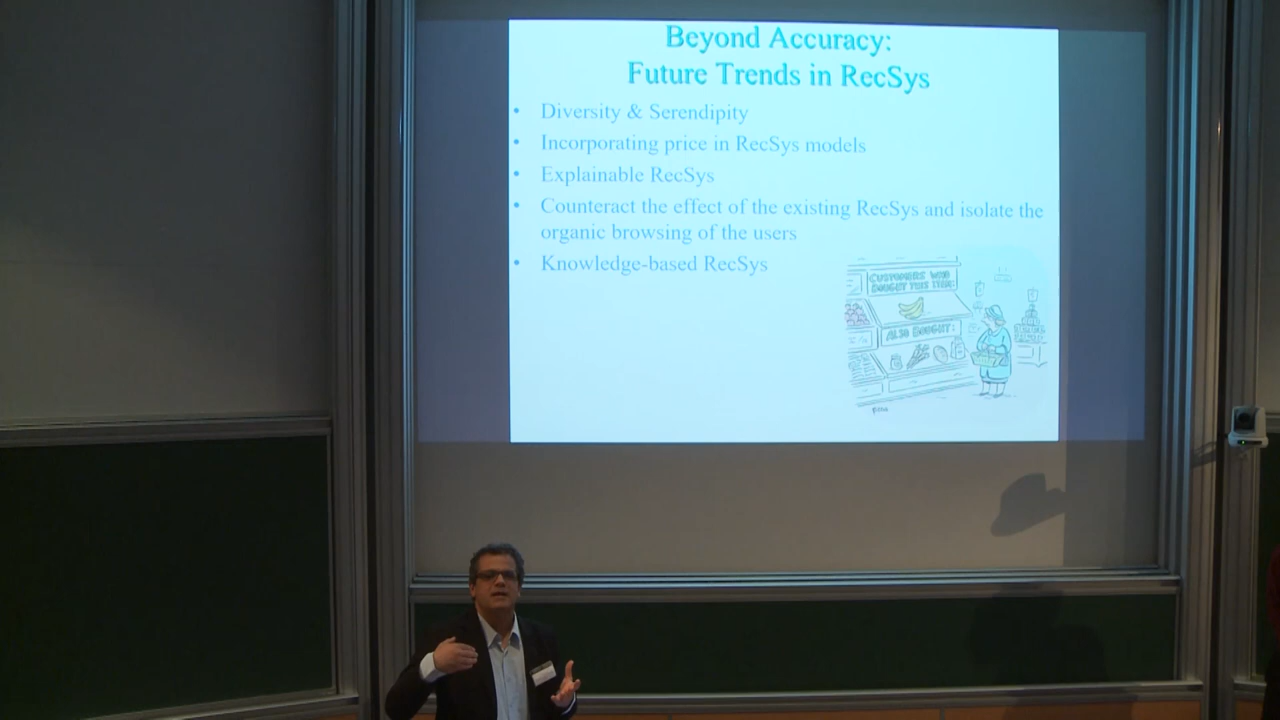 Beyond Accuracy:
Future Trends in RecSys
• Diversity & Serendipity
• Incorporating price in RecSys models
• Explainable RecSys
• Counteract the effect of the existing RecSys and isolate the
organic browsing of the users
• Knowledge-based RecSys
CUSTOMERS WHO
BOUGHT THIS ITEM
ALSO BOUGHT: